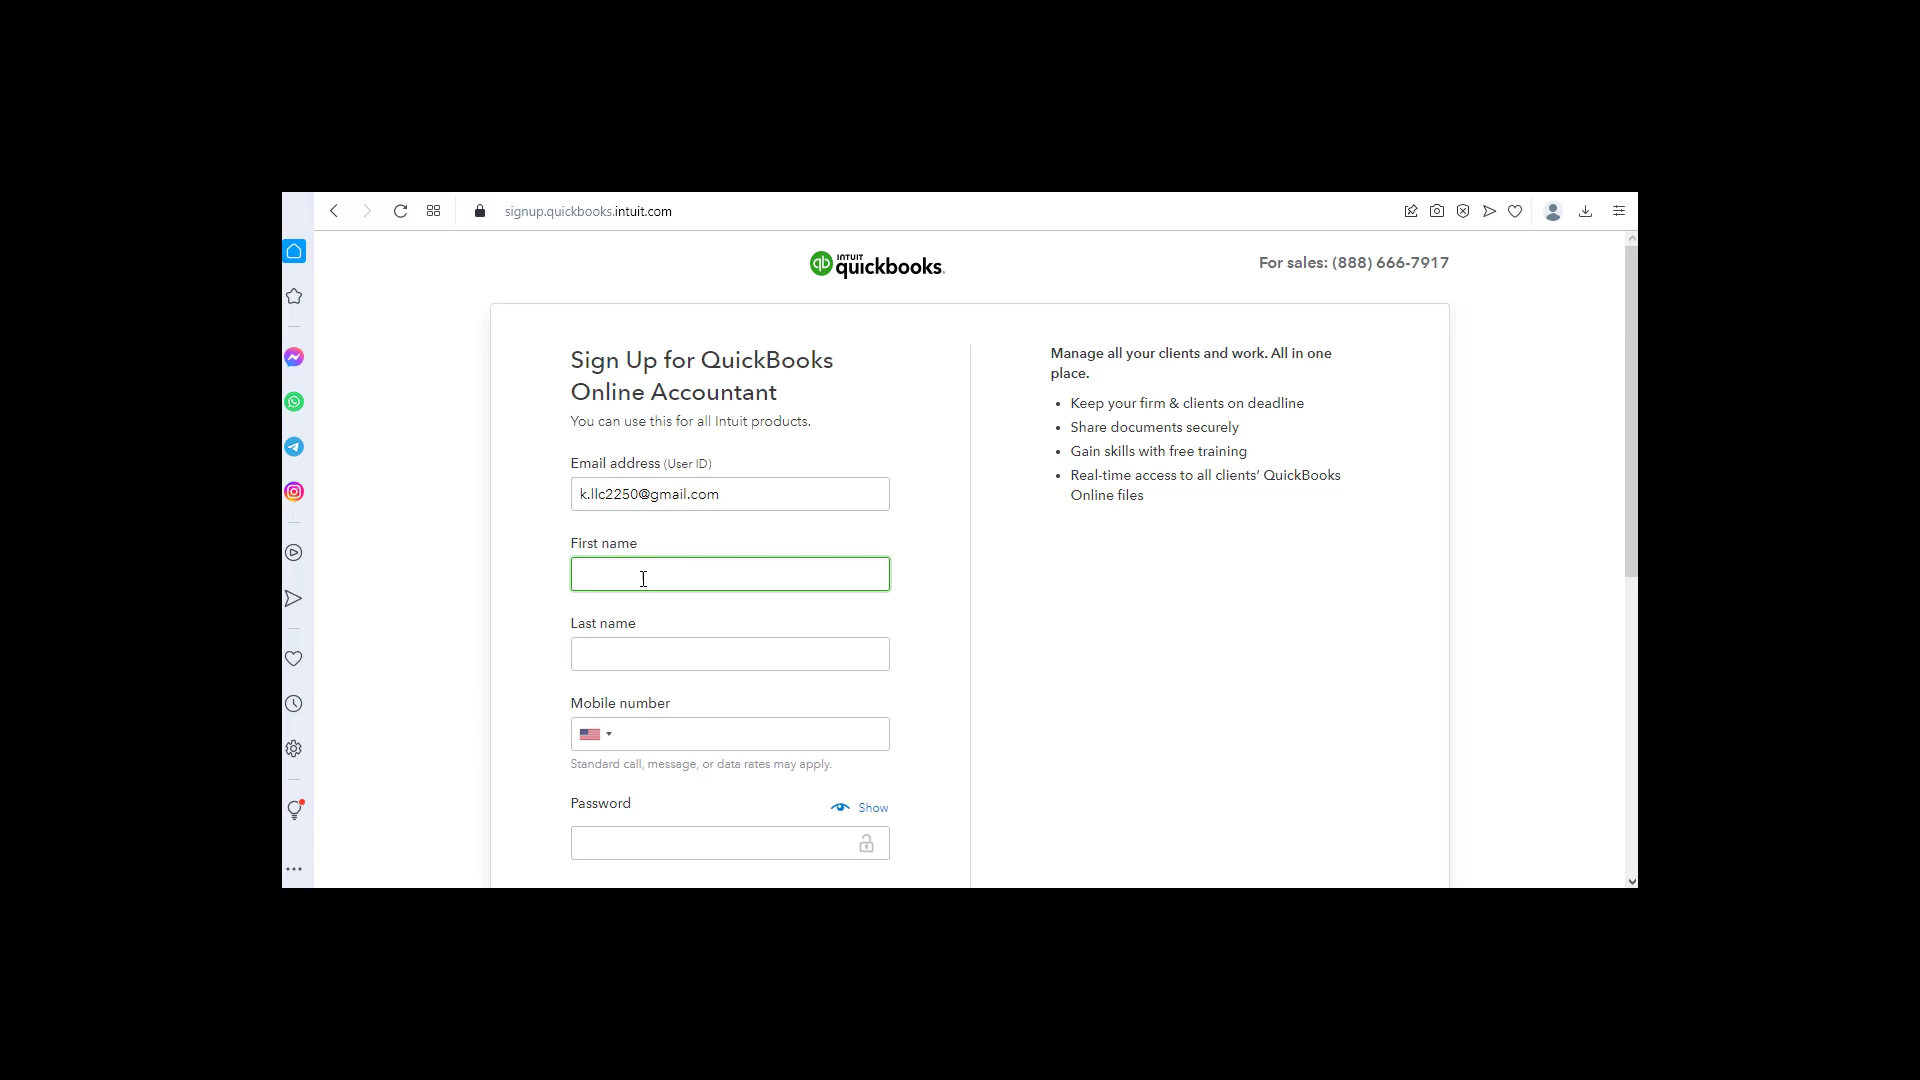 signup.quickbooks.intuit.com
qb INTUIT quickbooks.
For sales: (888) 666-7917
Sign Up for QuickBooks
Online Accountant
You can use this for all Intuit products.
Email address (User ID)
k.llc2250@gmail.com
First name
Last name
Mobile number
Standard call, message, or data rates may apply.
Password
Show
Manage all your clients and work. All in one
place.
• Keep your firm & clients on deadline
• Share documents securely
• Gain skills with free training
• Real-time access to all clients’ QuickBooks
Online files